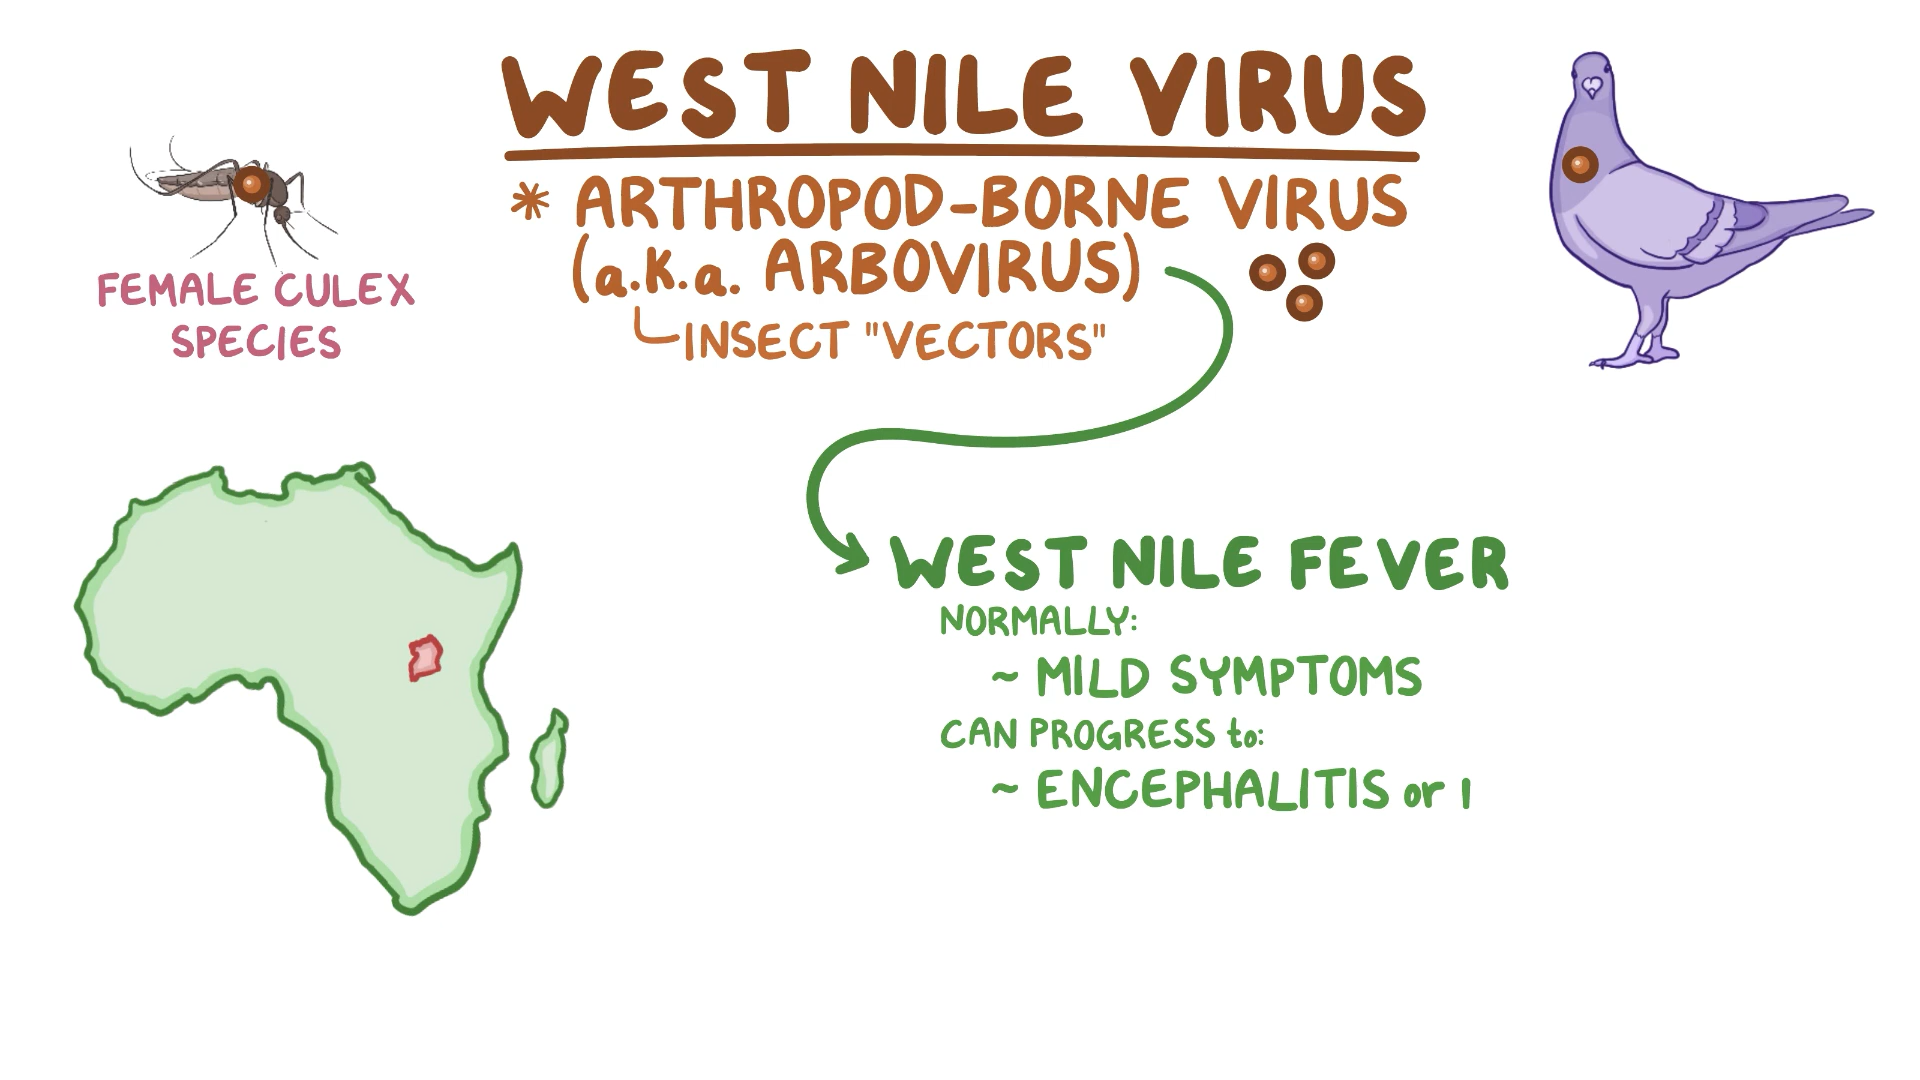 WEST NILE VIRUS
* ARTHROPOD-BORNE VIRUS
(a.k.a. ARBOVIRUS)
INSECT "VECTORS"
FEMALE CULEX
SPECIES
WEST NILE FEVER
NORMALLY:
~ MILD SYMPTOMS
CAN PROGRESS to:
~ ENCEPHALITIS or